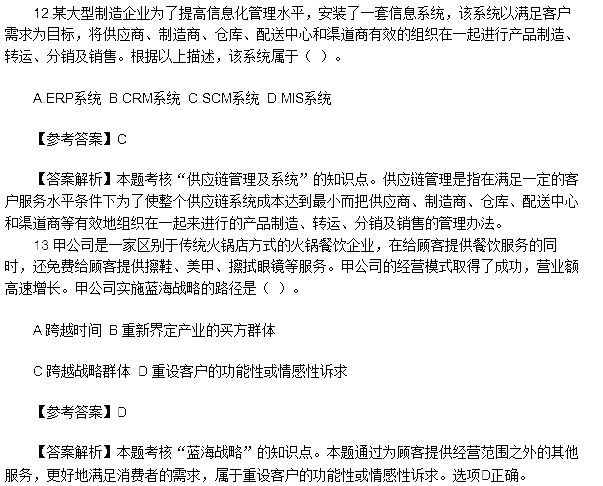 12.某大型制造企业为了提高信息化管理水平，安装了一套信息系统，该系统以满足客户
需求为目标，将供应商、制造商、仓库、配送中心和渠道商有效的组织在一起进行产品制造、
转运、分销及销售。根据以上描述，该系统属于（ ）。
A.ERP系统 B.CRM系统 C.SCM系统 D.MIS系统
【参考答案】C
【答案解析】本题考核“供应链管理及系统”的知识点。供应链管理是指在满足一定的客
户服务水平条件下为了使整个供应链系统成本达到最小而把供应商、制造商、仓库、配送中心
和渠道商等有效地组织在一起来进行的产品制造、转运、分销及销售的管理办法。
13 甲公司是一家区别于传统火锅店方式的火锅餐饮企业，在给顾客提供餐饮服务的同
时，还免费给顾客提供擦鞋、美甲、擦拭眼镜等服务。甲公司的经营模式取得了成功，营业额
高速增长。甲公司实施蓝海战略的路径是（ ）。
A 跨越时间 B 重新界定产业的买方群体
C 跨越战略群体 D 重设客户的功能性或情感性诉求
【参考答案】D
【答案解析】本题考核“蓝海战略”的知识点。本题通过为顾客提供经营范围之外的其他
服务，更好地满足消费者的需求，属于重设客户的功能性或情感性诉求。选项D正确。